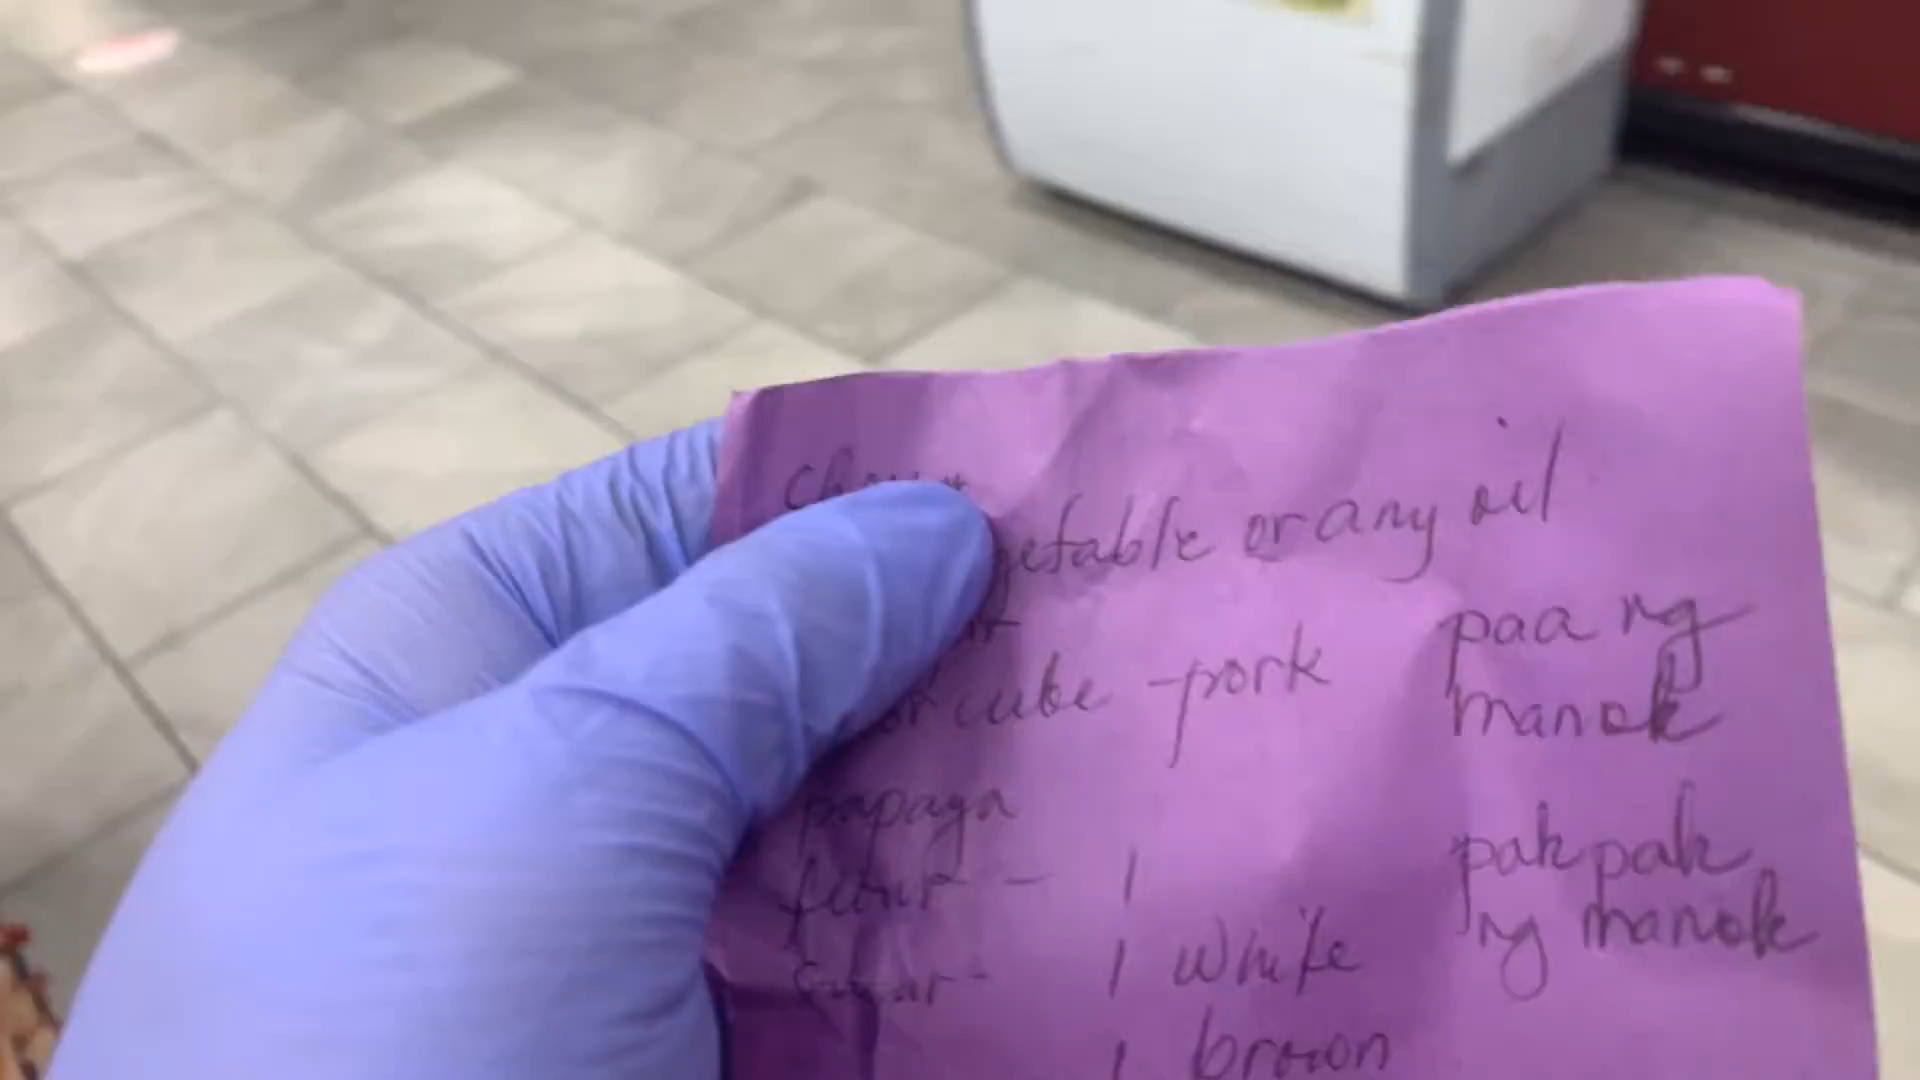 getable or any oil
cube - pork
papaya
flour - 1
sugar - 1 white
1 brown
paa ng
manok
pakpak
ng manok